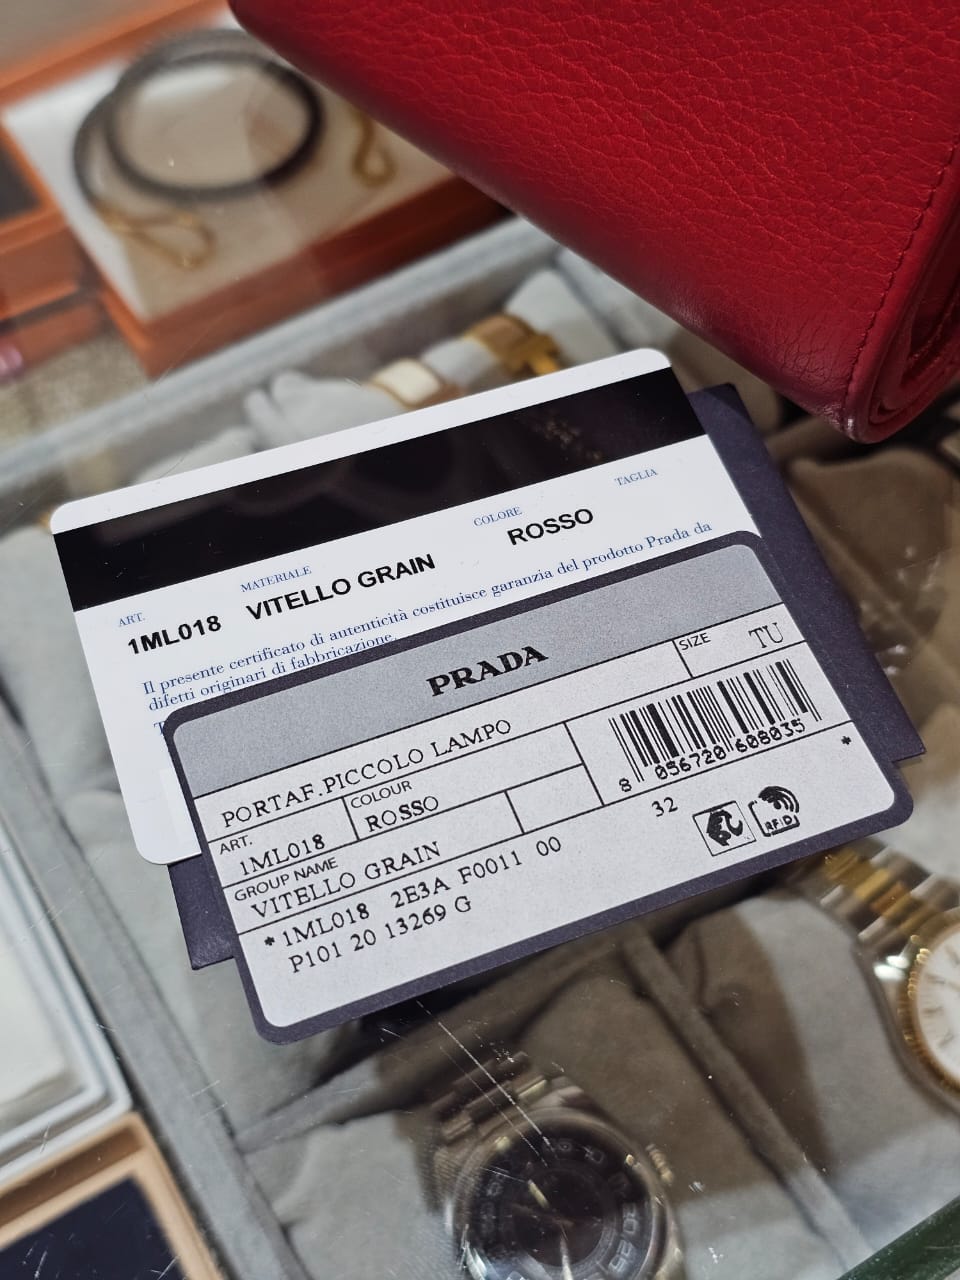 ART.
1ML018
MATERIALE
VITELLO GRAIN
COLORE
ROSSO
TAGLIA
Il presente certificato di autenticità costituisce garanzia del prodotto Prada da
difetti originari di fabbricazione.
PRADA
PORTAF.PICCOLO LAMPO
SIZE
TU
ART.
1ML018
COLOUR
ROSSO
8 056720 608035
GROUP NAME
VITELLO GRAIN
*1ML018 2E3A F0011 00
32
*
P101 20 13269 G
RFID